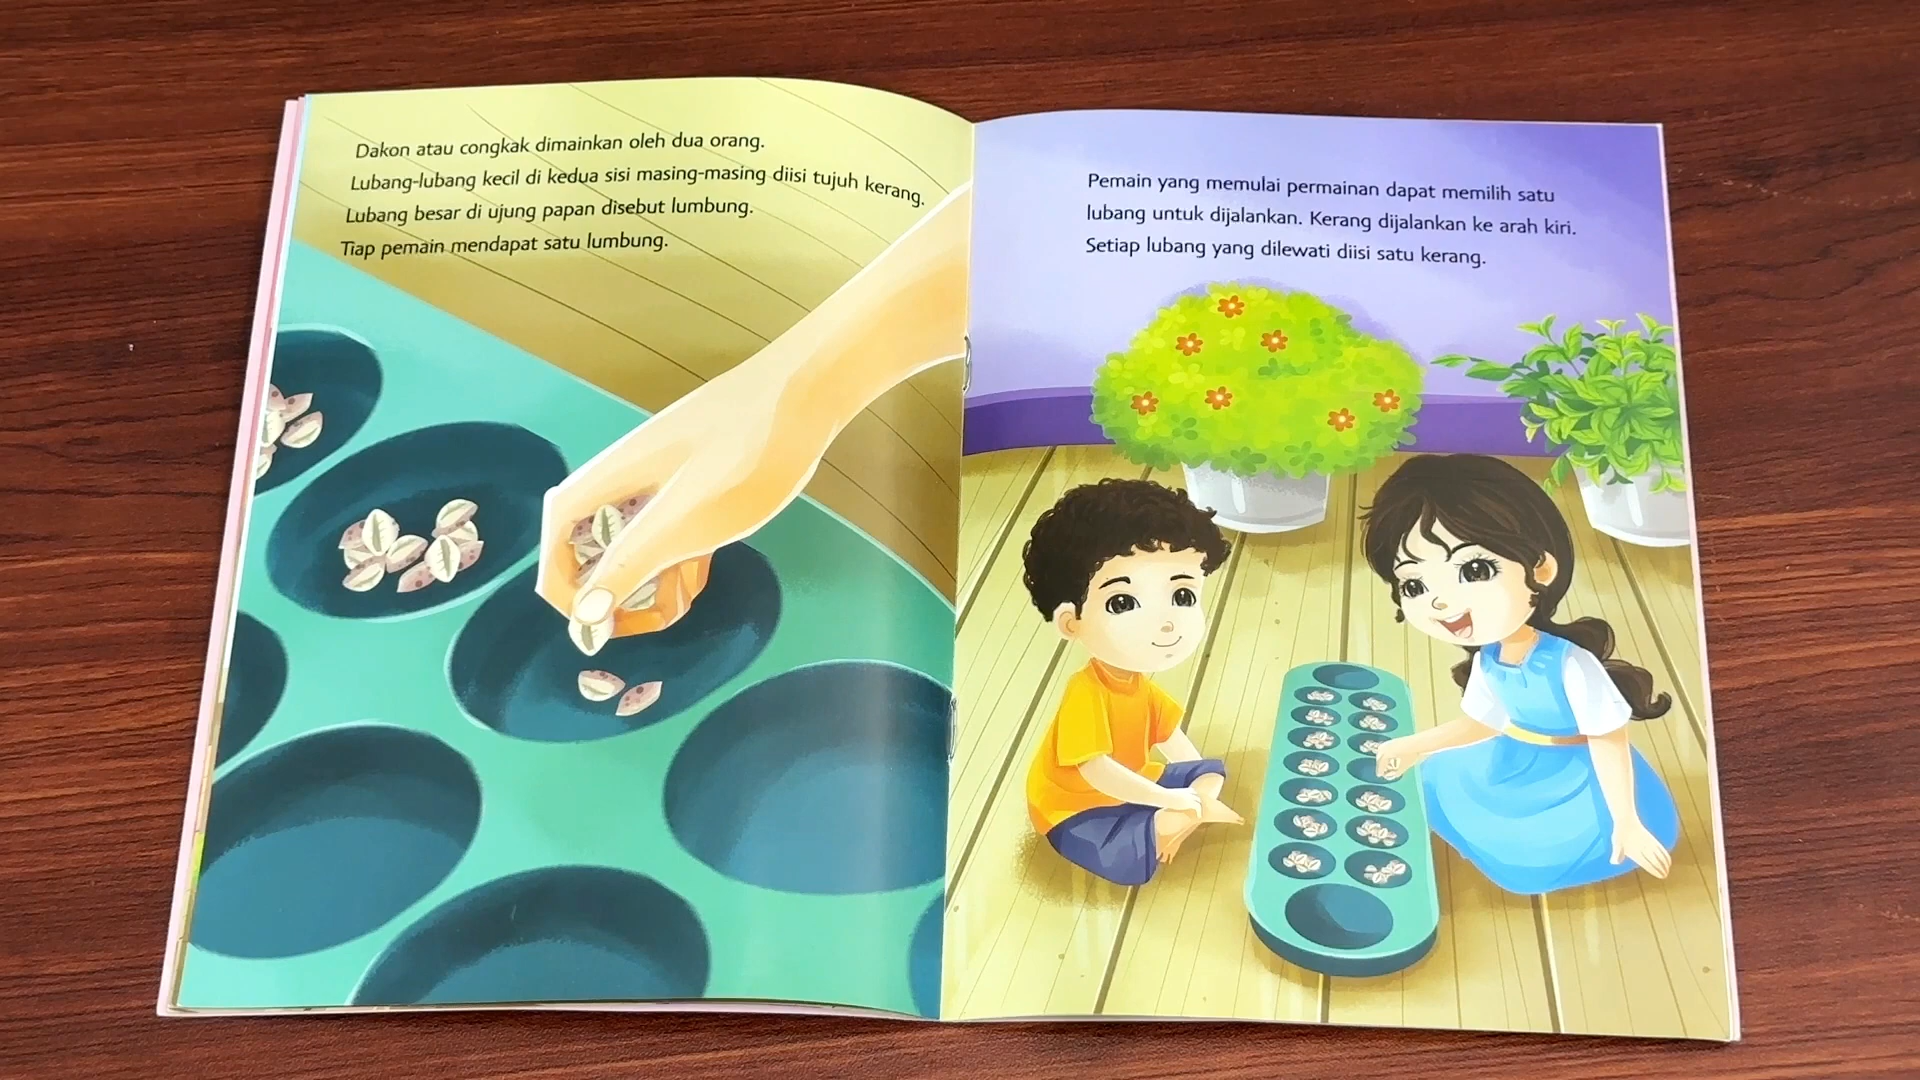 Dakon atau congkak dimainkan oleh dua orang.
Lubang-lubang kecil di kedua sisi masing-masing diisi tujuh kerang.
Lubang besar di ujung papan disebut lumbung.
Tiap pemain mendapat satu lumbung.
Pemain yang memulai permainan dapat memilih satu
lubang untuk dijalankan. Kerang dijalankan ke arah kiri.
Setiap lubang yang dilewati diisi satu kerang.